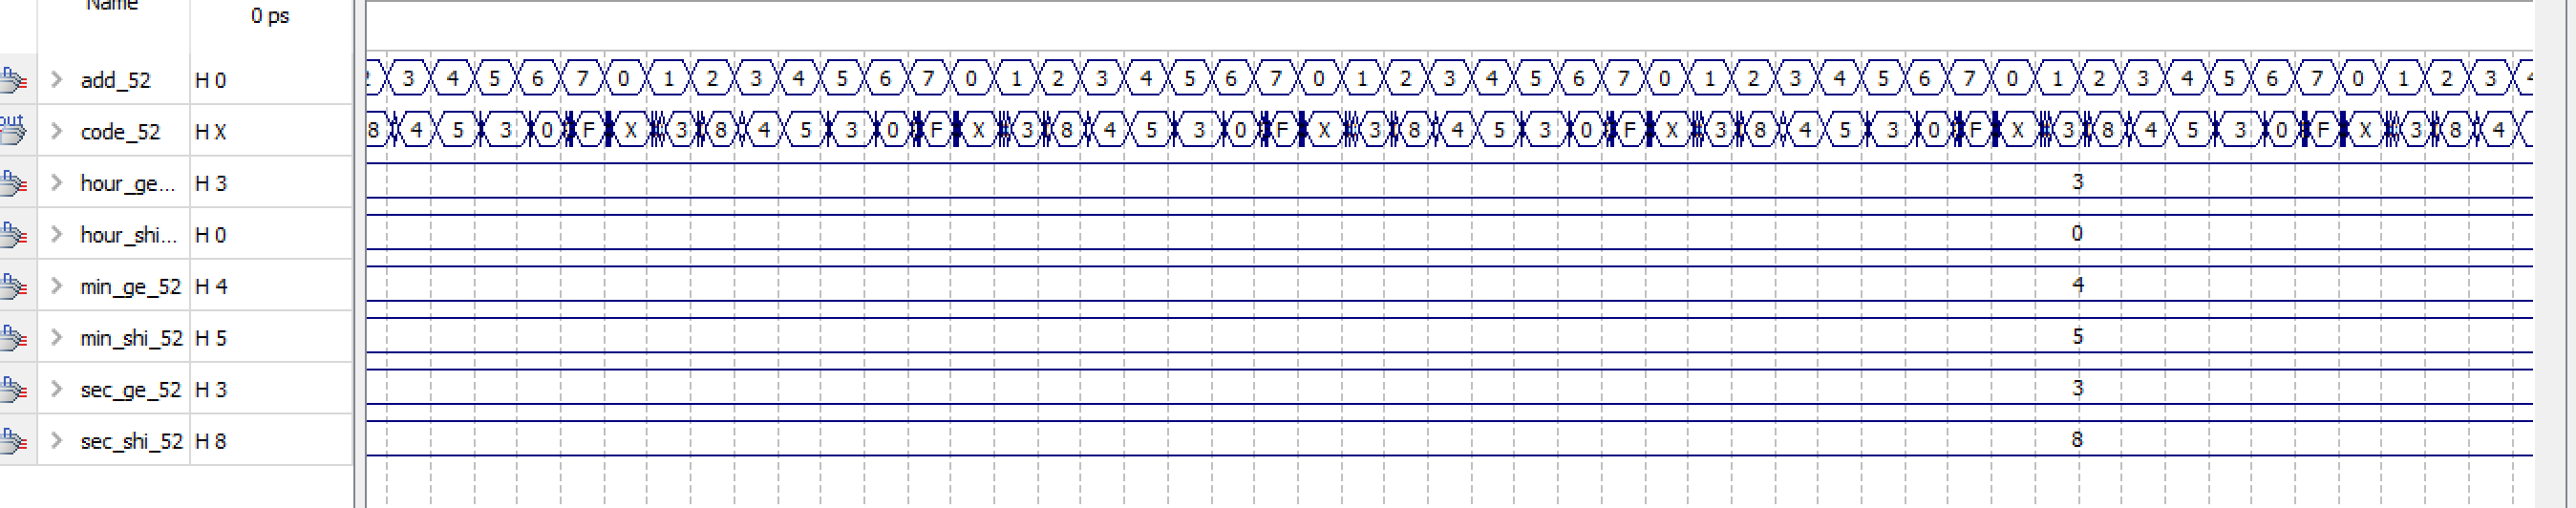 Name
0 ps
add_52 H 0 3 4 5 6 7 0 1 2 3 4 5 6 7 0 1 2 3 4 5 6 7 0 1 2 3 4 5 6 7 0 1 2 3 4 5 6 7 0 1 2 3 4 5 6 7 0 1 2 3
code_52 H X 8 4 5 3 0 F X 3 8 4 5 3 0 F X 3 8 4 5 3 0 F X 3 8 4 5 3 0 F X 3 8 4 5 3 0 F X 3 8 4 5 3 0 F X 3 8 4
hour_ge... H 3 3
hour_shi... H 0 0
min_ge_52 H 4 4
min_shi_52 H 5 5
sec_ge_52 H 3 3
sec_shi_52 H 8 8